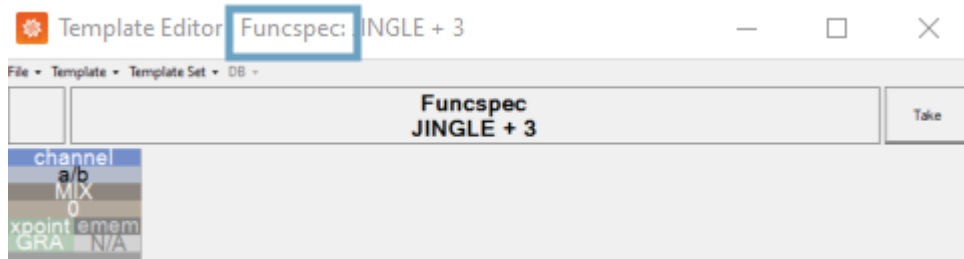 Template Editor Funcspec: JINGLE + 3
File Template Template Set DB
Funcspec
JINGLE + 3
Take
channel
a/b
MIX
0
xpoint emem
GRA N/A